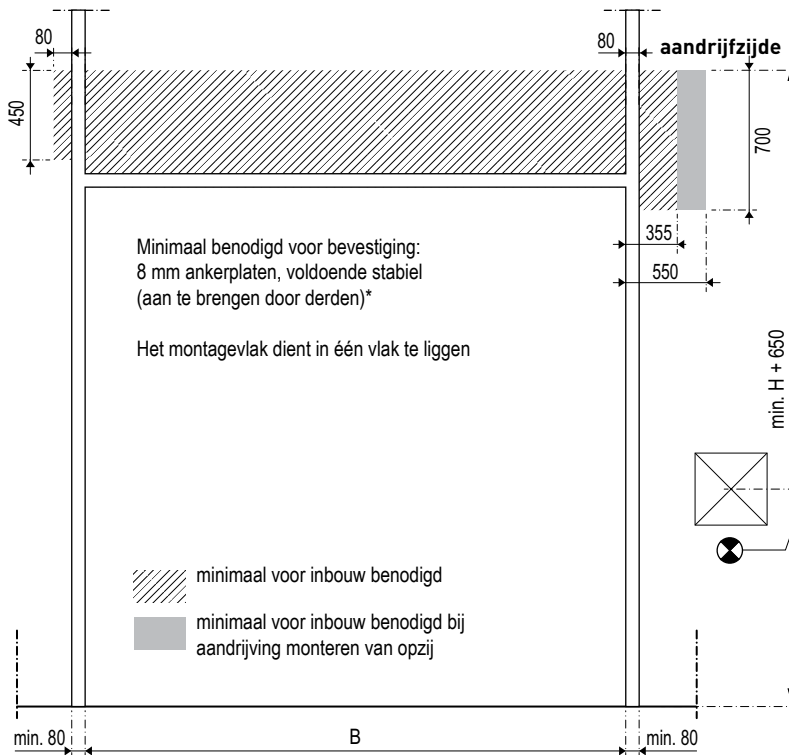 80
80
aandrijfzijde
450
700
355
550
Minimaal benodigd voor bevestiging:
8 mm ankerplaten, voldoende stabiel
(aan te brengen door derden)*
Het montagevlak dient in één vlak te liggen
min. H + 650
minimaal voor inbouw benodigd
minimaal voor inbouw benodigd bij
aandrijving monteren van opzij
min. 80
B
min. 80